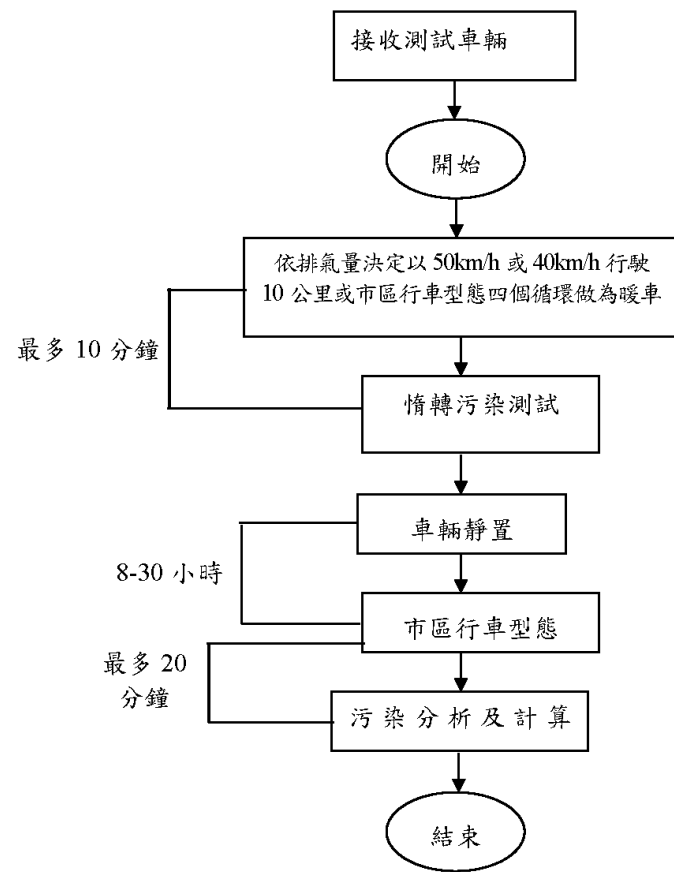 接收測試車輛
開始
依排氣量決定以 50km/h 或 40km/h 行駛
10 公里或市區行車型態四個循環做為暖車
最多 10 分鐘
惰轉污染測試
車輛靜置
8-30 小時
市區行車型態
最多 20
分鐘
污染分析及計算
結束